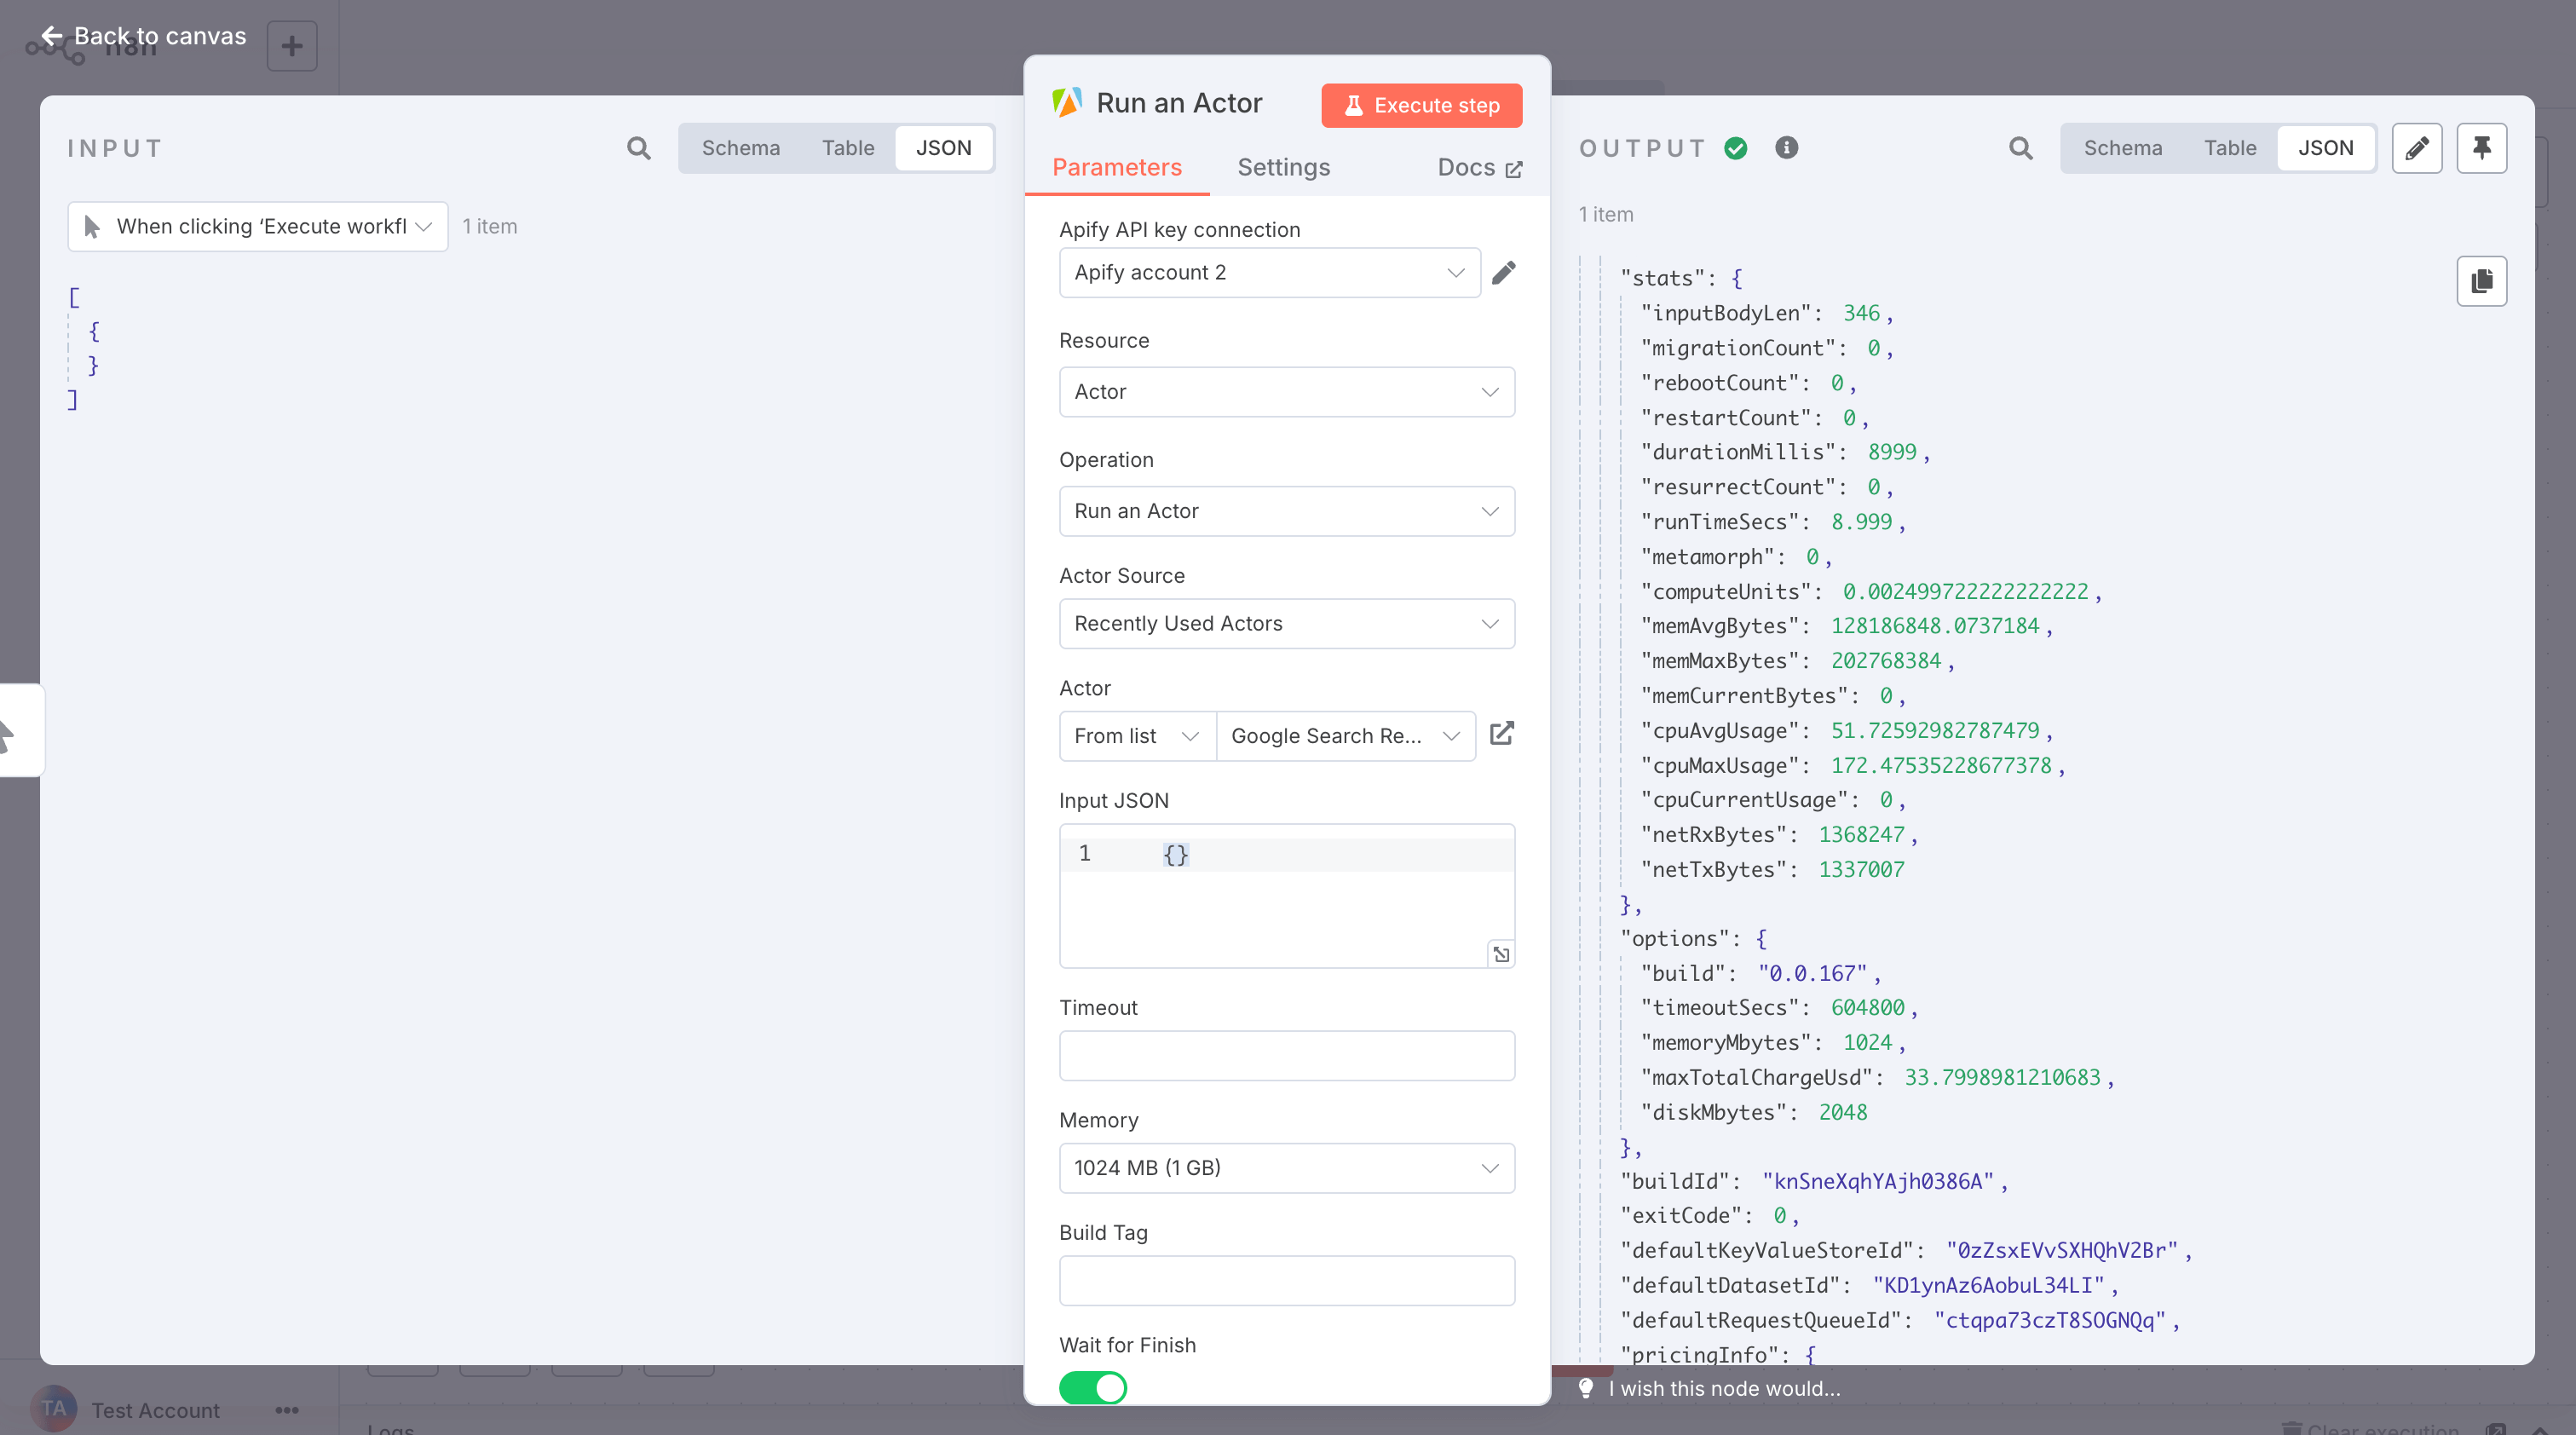 Back to canvas
n8n
INPUT
Schema Table JSON
When clicking ‘Execute workfl
1 item
[
{
}
]
Run an Actor
Execute step
Parameters Settings Docs
Apify API key connection
Apify account 2
Resource
Actor
Operation
Run an Actor
Actor Source
Recently Used Actors
Actor
From list Google Search Re...
Input JSON
1 {}
Timeout
Memory
1024 MB (1 GB)
Build Tag
Wait for Finish
OUTPUT
Schema Table JSON
1 item
"stats": {
"inputBodyLen": 346,
"migrationCount": 0,
"rebootCount": 0,
"restartCount": 0,
"durationMillis": 8999,
"resurrectCount": 0,
"runTimeSecs": 8.999,
"metamorph": 0,
"computeUnits": 0.002499722222222222,
"memAvgBytes": 128186848.0737184,
"memMaxBytes": 202768384,
"memCurrentBytes": 0,
"cpuAvgUsage": 51.72592982787479,
"cpuMaxUsage": 172.47535228677378,
"cpuCurrentUsage": 0,
"netRxBytes": 1368247,
"netTxBytes": 1337007
},
"options": {
"build": "0.0.167",
"timeoutSecs": 604800,
"memoryMbytes": 1024,
"maxTotalChargeUsd": 33.7998981210683,
"diskMbytes": 2048
},
"buildId": "knSneXqhYAjh0386A",
"exitCode": 0,
"defaultKeyValueStoreId": "0zZsxEVvSXHQhV2Br",
"defaultDatasetId": "KD1ynAz6AobuL34LI",
"defaultRequestQueueId": "ctqpa73czT8SOGNQq",
"pricingInfo": {
I wish this node would...
TA Test Account
Logs
Clear execution